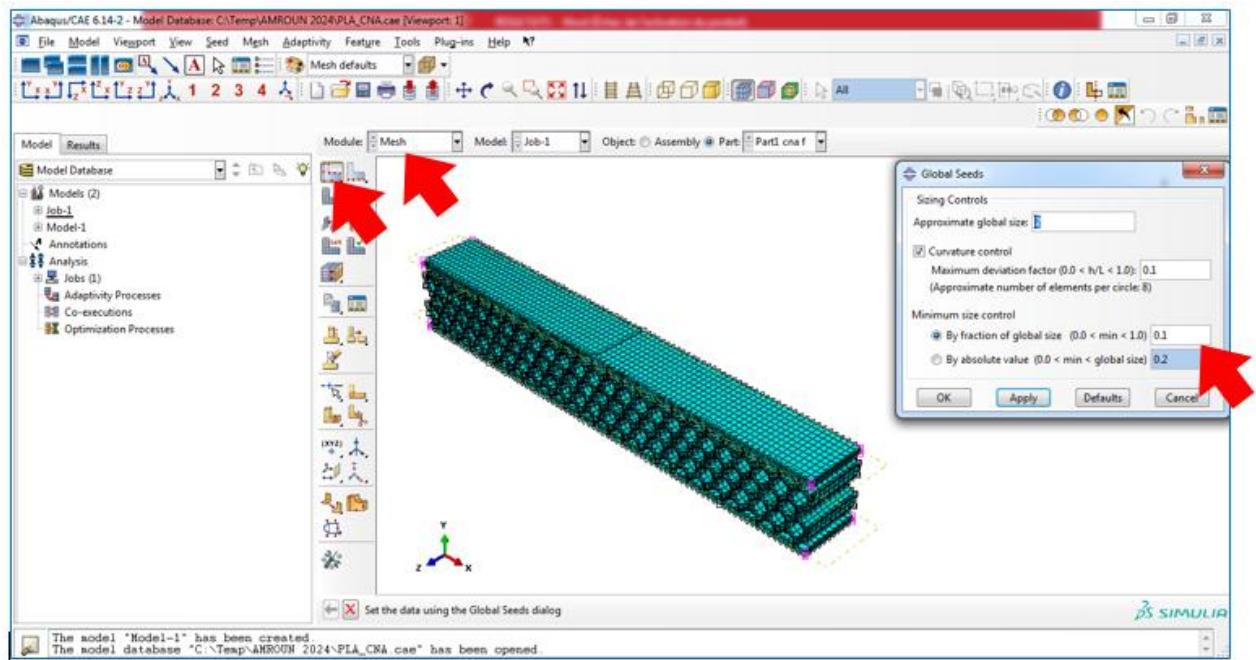 Abaqus/CAE 6.14-2 - Model Database: C:\Temp\AMROUN 2024\PLA_CNA.cae [Viewport: 1]
File Model Viewport View Seed Mesh Adaptivity Feature Tools Plug-ins Help
Mesh defaults
1 2 3 4 All
Model Results
Module: Mesh Model: Job-1 Object: Assembly Part: Part1 cna f
Model Database
Models (2)
Job-1
Model-1
Annotations
Analysis
Jobs (1)
Adaptivity Processes
Co-executions
Optimization Processes
Global Seeds
Sizing Controls
Approximate global size: 2
Curvature control
Maximum deviation factor (0.0 < h/L < 1.0): 0.1
(Approximate number of elements per circle: 8)
Minimum size control
By fraction of global size (0.0 < min < 1.0) 0.1
By absolute value (0.0 < min < global size) 0.2
OK Apply Defaults Cancel
Y
Z X
Set the data using the Global Seeds dialog
SIMULIA
The model "Model-1" has been created.
The model database "C:\Temp\AMROUN 2024\PLA_CNA.cae" has been opened.